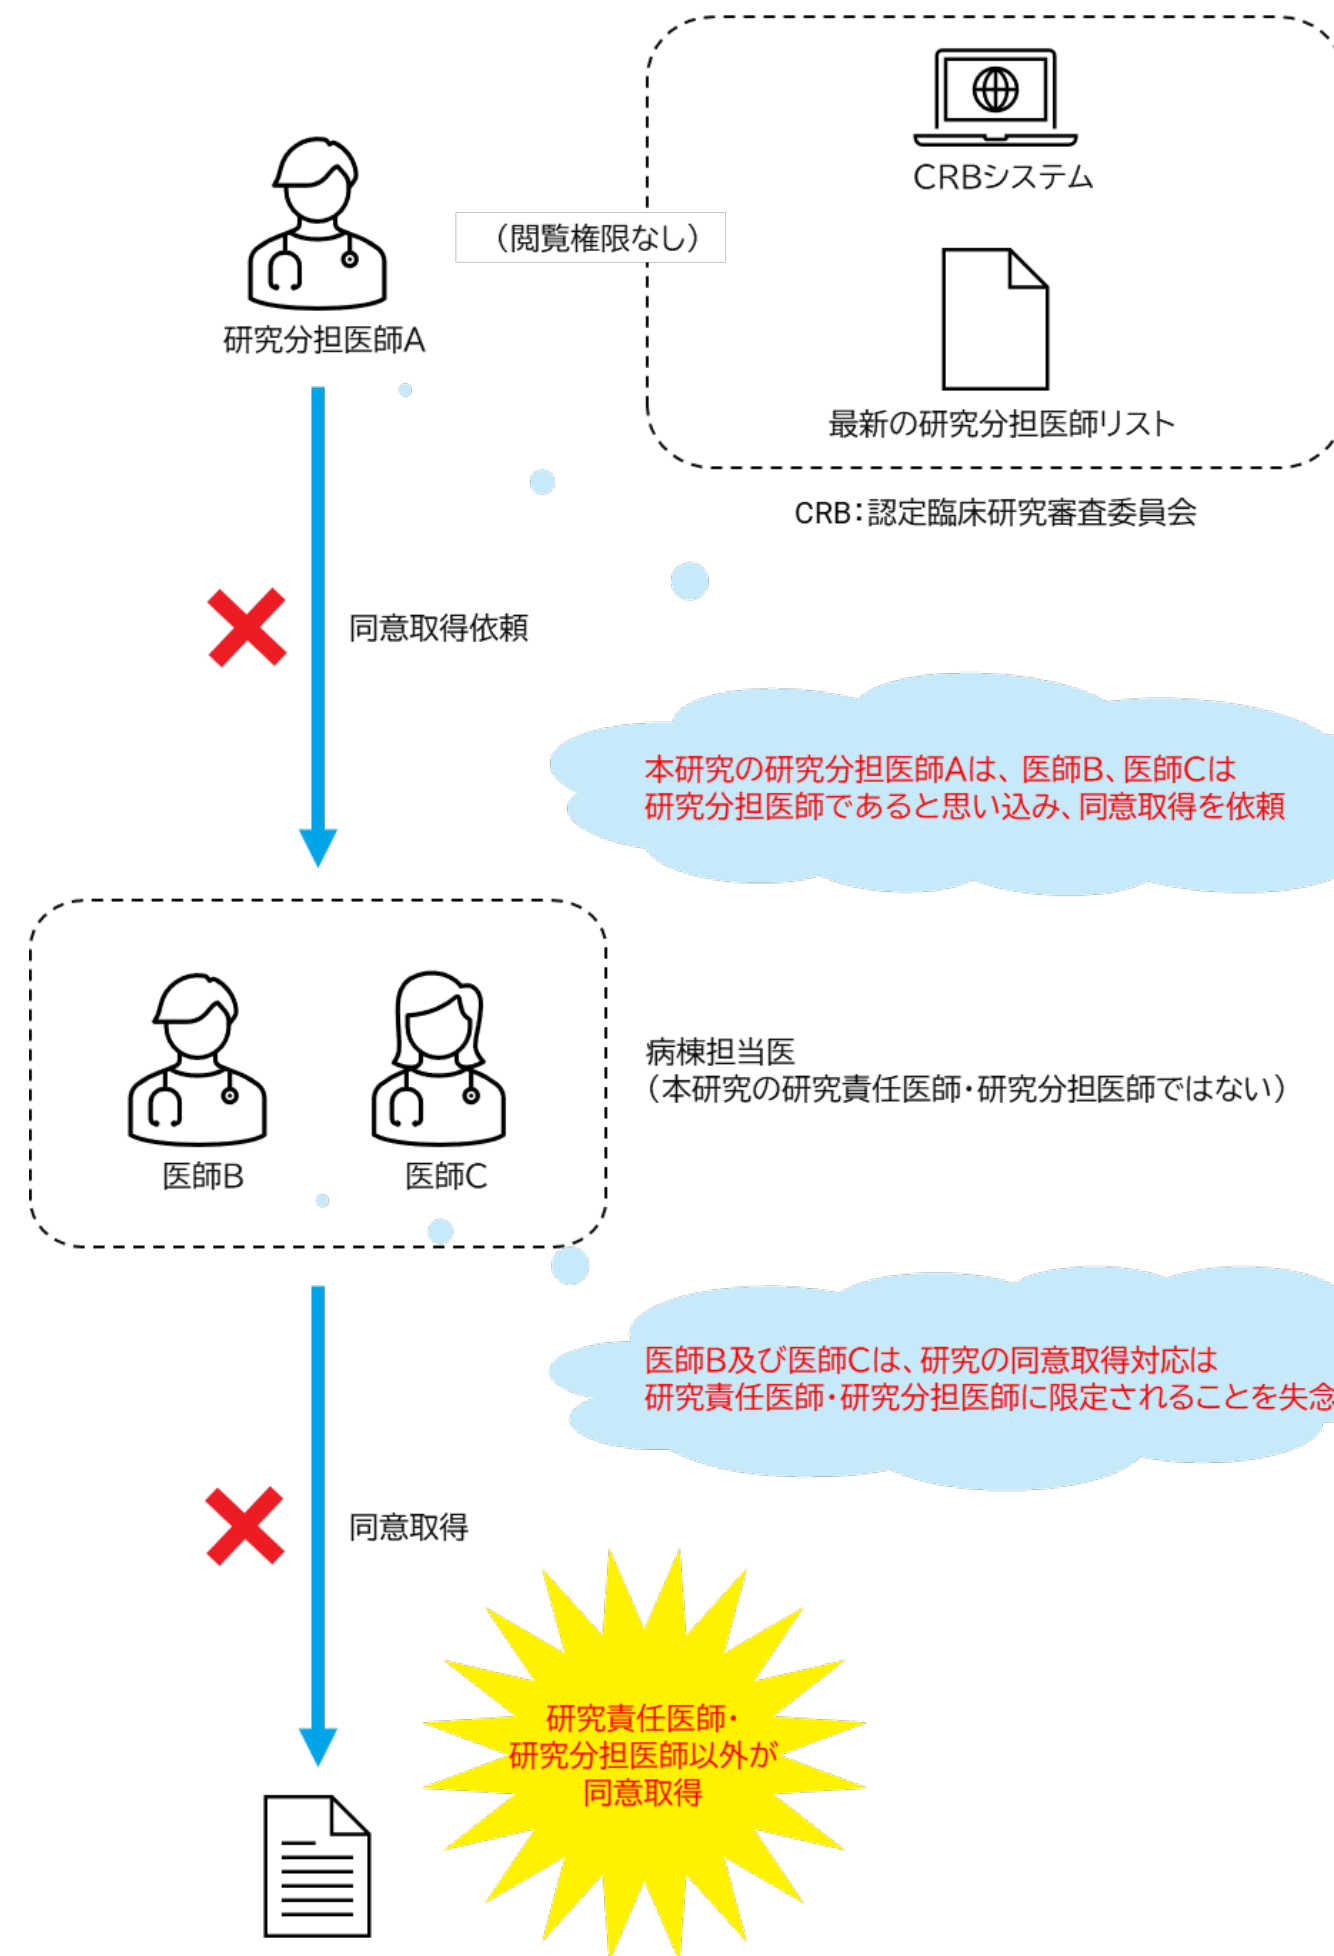 CRBシステム
（閲覧権限なし）
研究分担医師A
最新の研究分担医師リスト
CRB：認定臨床研究審査委員会
同意取得依頼
本研究の研究分担医師Aは、医師B、医師Cは
研究分担医師であると思い込み、同意取得を依頼
病棟担当医
（本研究の研究責任医師・研究分担医師ではない）
医師B
医師C
医師B及び医師Cは、研究の同意取得対応は
研究責任医師・研究分担医師に限定されることを失念
同意取得
研究責任医師・
研究分担医師以外が
同意取得